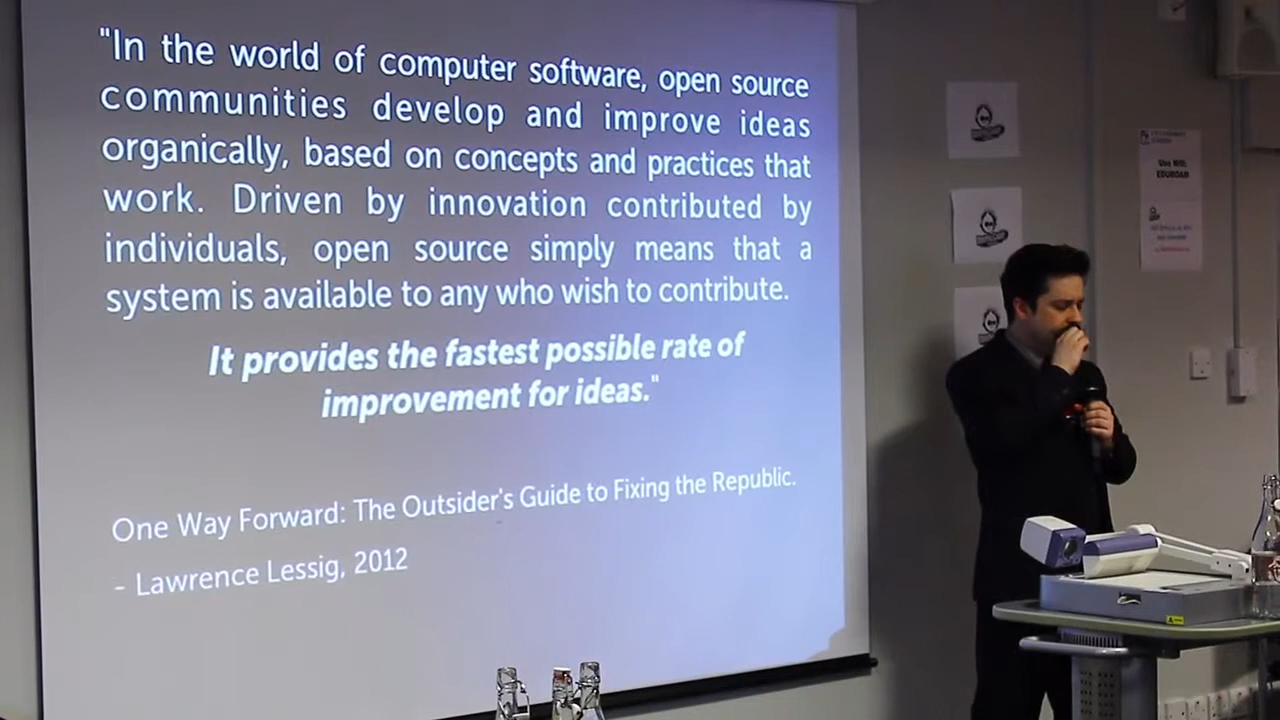 "In the world of computer software, open source
communities develop and improve ideas
organically, based on concepts and practices that
work. Driven by innovation contributed by
individuals, open source simply means that a
system is available to any who wish to contribute.
It provides the fastest possible rate of
improvement for ideas."
One Way Forward: The Outsider's Guide to Fixing the Republic.
- Lawrence Lessig, 2012
Use Wifi:
EDUROAM